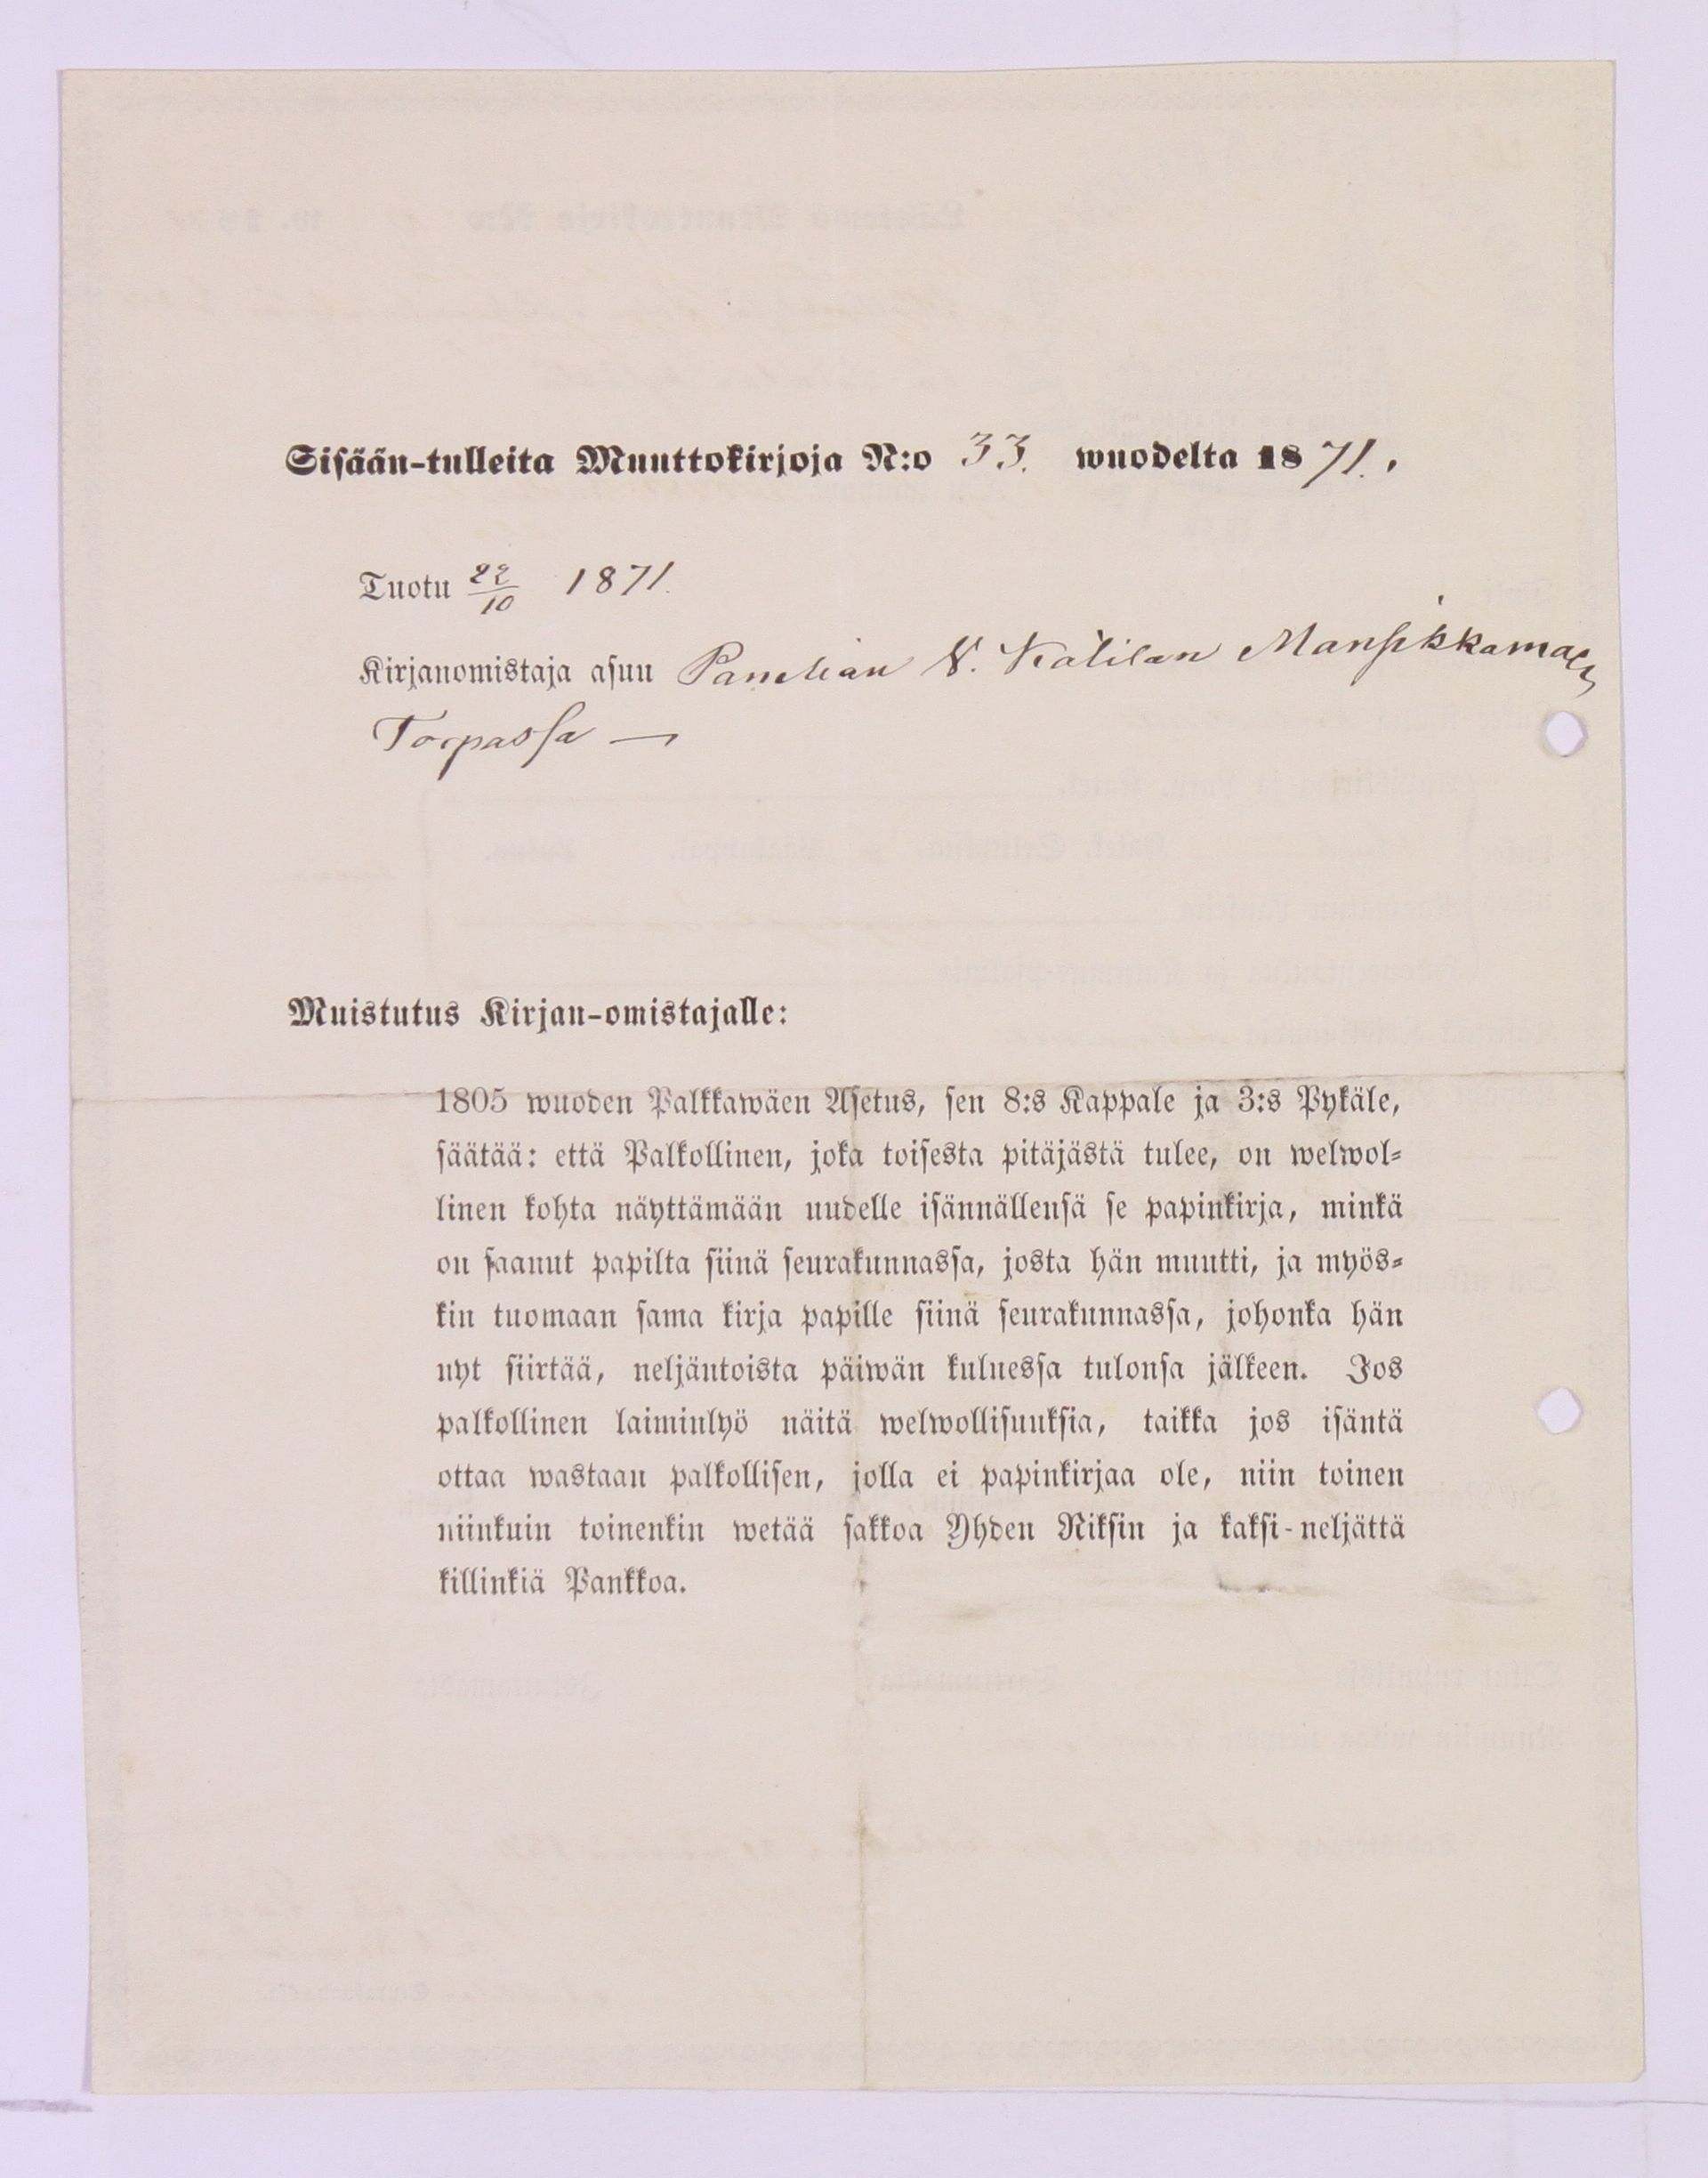 Sisään-tulleita Muuttokirjoja N:o 33. wuodelta 1871.
Tuotu 22/10 1871.
Kirjanomistaja asuu Panelian V. Katilan Mansikkamaen
Torpassa —
Muistutus Kirjan-omistajalle:
1805 wuoden Palkkawäen Asetus, sen 8:s Kappale ja 3:s Pykäle,
säätää: että Palkollinen, joka toisesta pitäjästä tulee, on welwol-
linen kohta näyttämään uudelle isännällensä se papinkirja, minkä
on saanut papilta siinä seurakunnassa, josta hän muutti, ja myös-
kin tuomaan sama kirja papille siinä seurakunnassa, johonka hän
nyt siirtää, neljäntoista päiwän kuluessa tulonsa jälkeen. Jos
palkollinen laiminlyö näitä welwollisuuksia, taikka jos isäntä
ottaa wastaan palkollisen, jolla ei papinkirjaa ole, niin toinen
niinkuin toinenkin wetää sakkoa Yhden Riksin ja kaksi-neljättä
killinkiä Pankkoa.